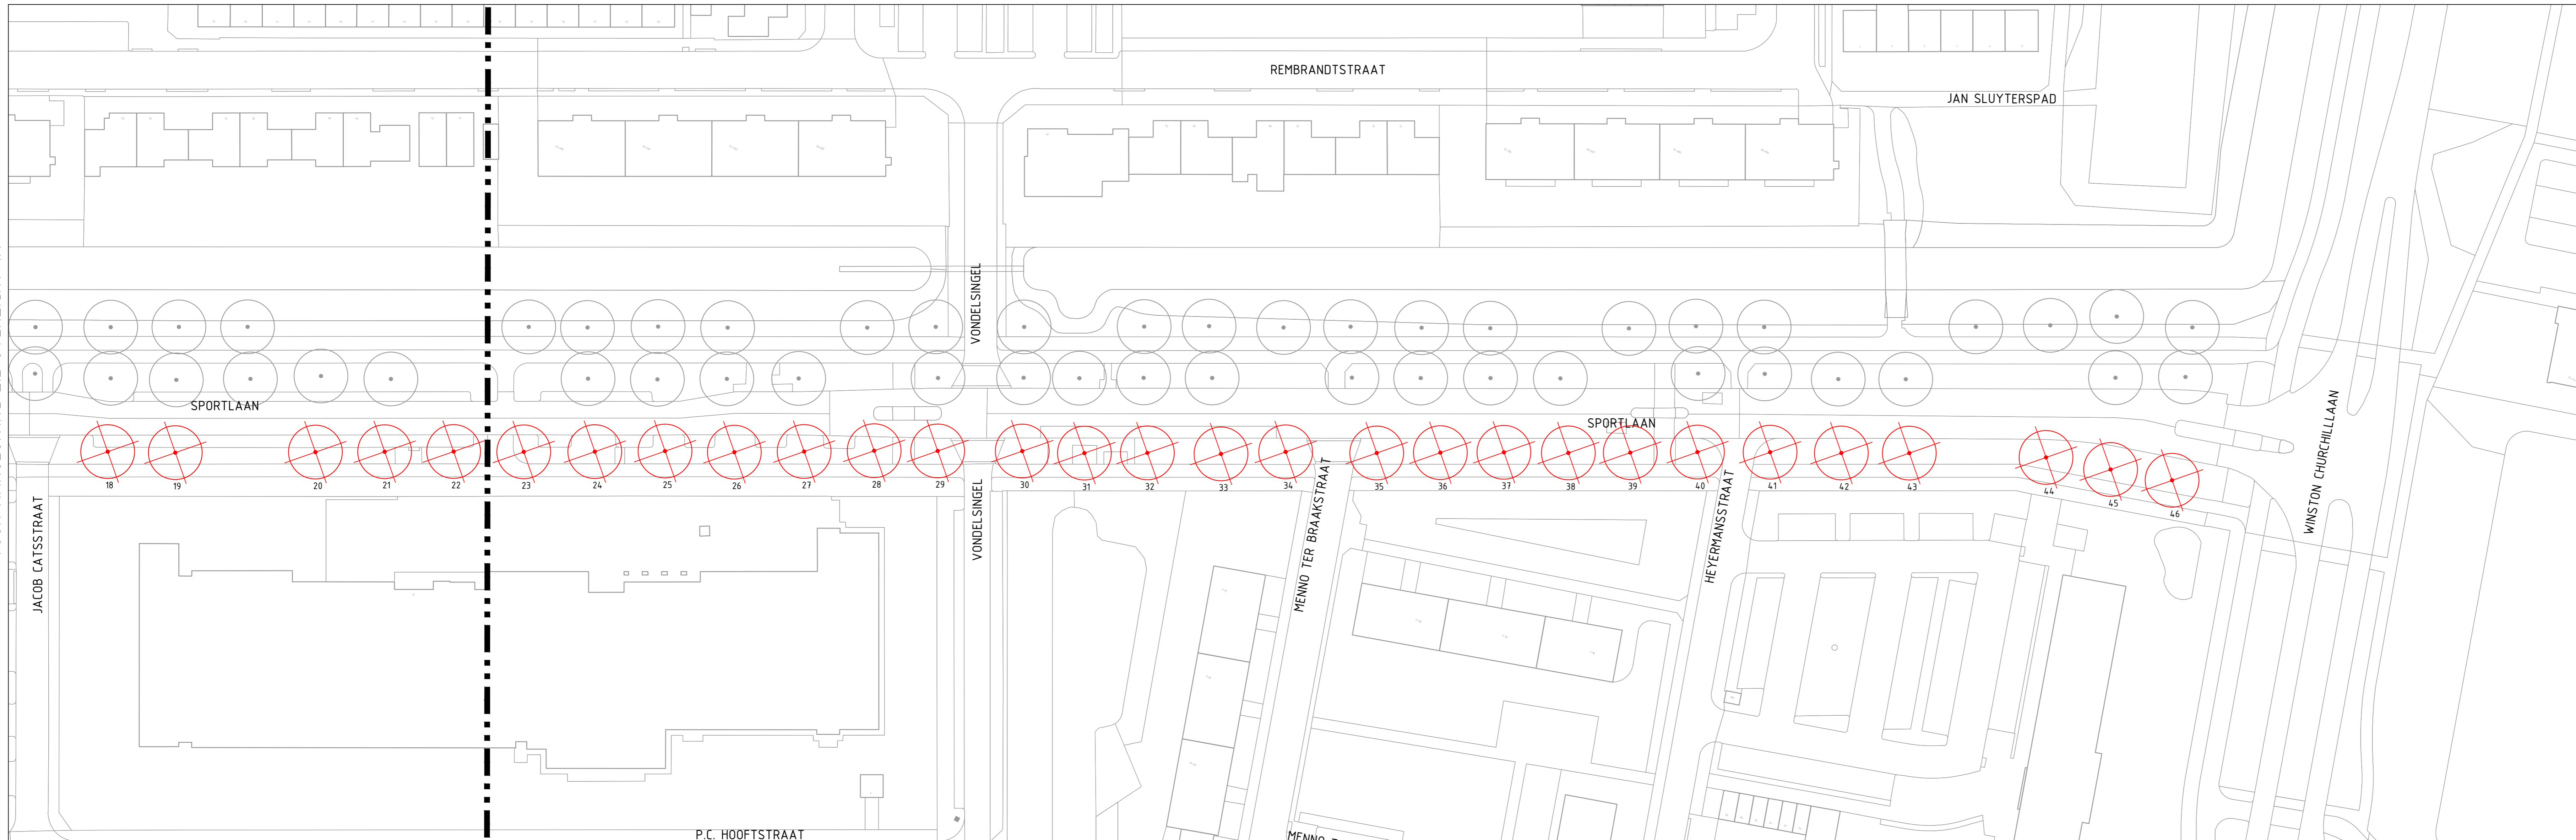 REMBRANDTSTRAAT
JAN SLUYTERSPAD
VONDELSINGEL
SPORTLAAN
SPORTLAAN
WINSTON CHURCHILLLAAN
18 19 20 21 22 23 24 25 26 27 28 29 30 31 32 33 34 35 36 37 38 39 40 41 42 43 44 45 46
JACOB CATSSTRAAT
VONDELSINGEL
MENNO TER BRAAKSTRAAT
HEYERMANSSTRAAT
P.C. HOOFTSTRAAT
MENNO